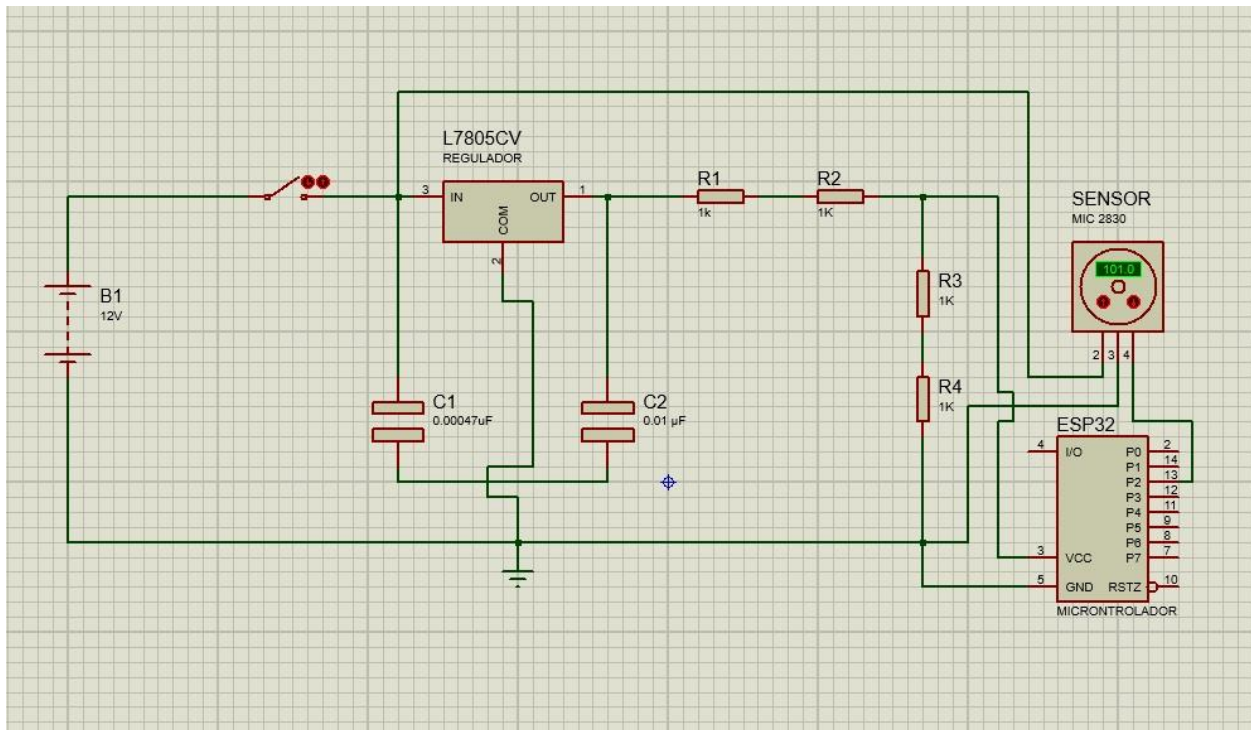 L7805CV
REGULADOR
3
IN
OUT
1
COM
2
R1
1k
R2
1K
SENSOR
MIC 2830
101.0
2
3
4
B1
12V
R3
1K
R4
1K
C1
0.00047uF
C2
0.01 µF
ESP32
4
I/O
P0
2
P1
14
P2
13
P3
12
P4
11
P5
9
P6
8
3
VCC
P7
7
5
GND
RSTZ
10
MICRONTROLADOR